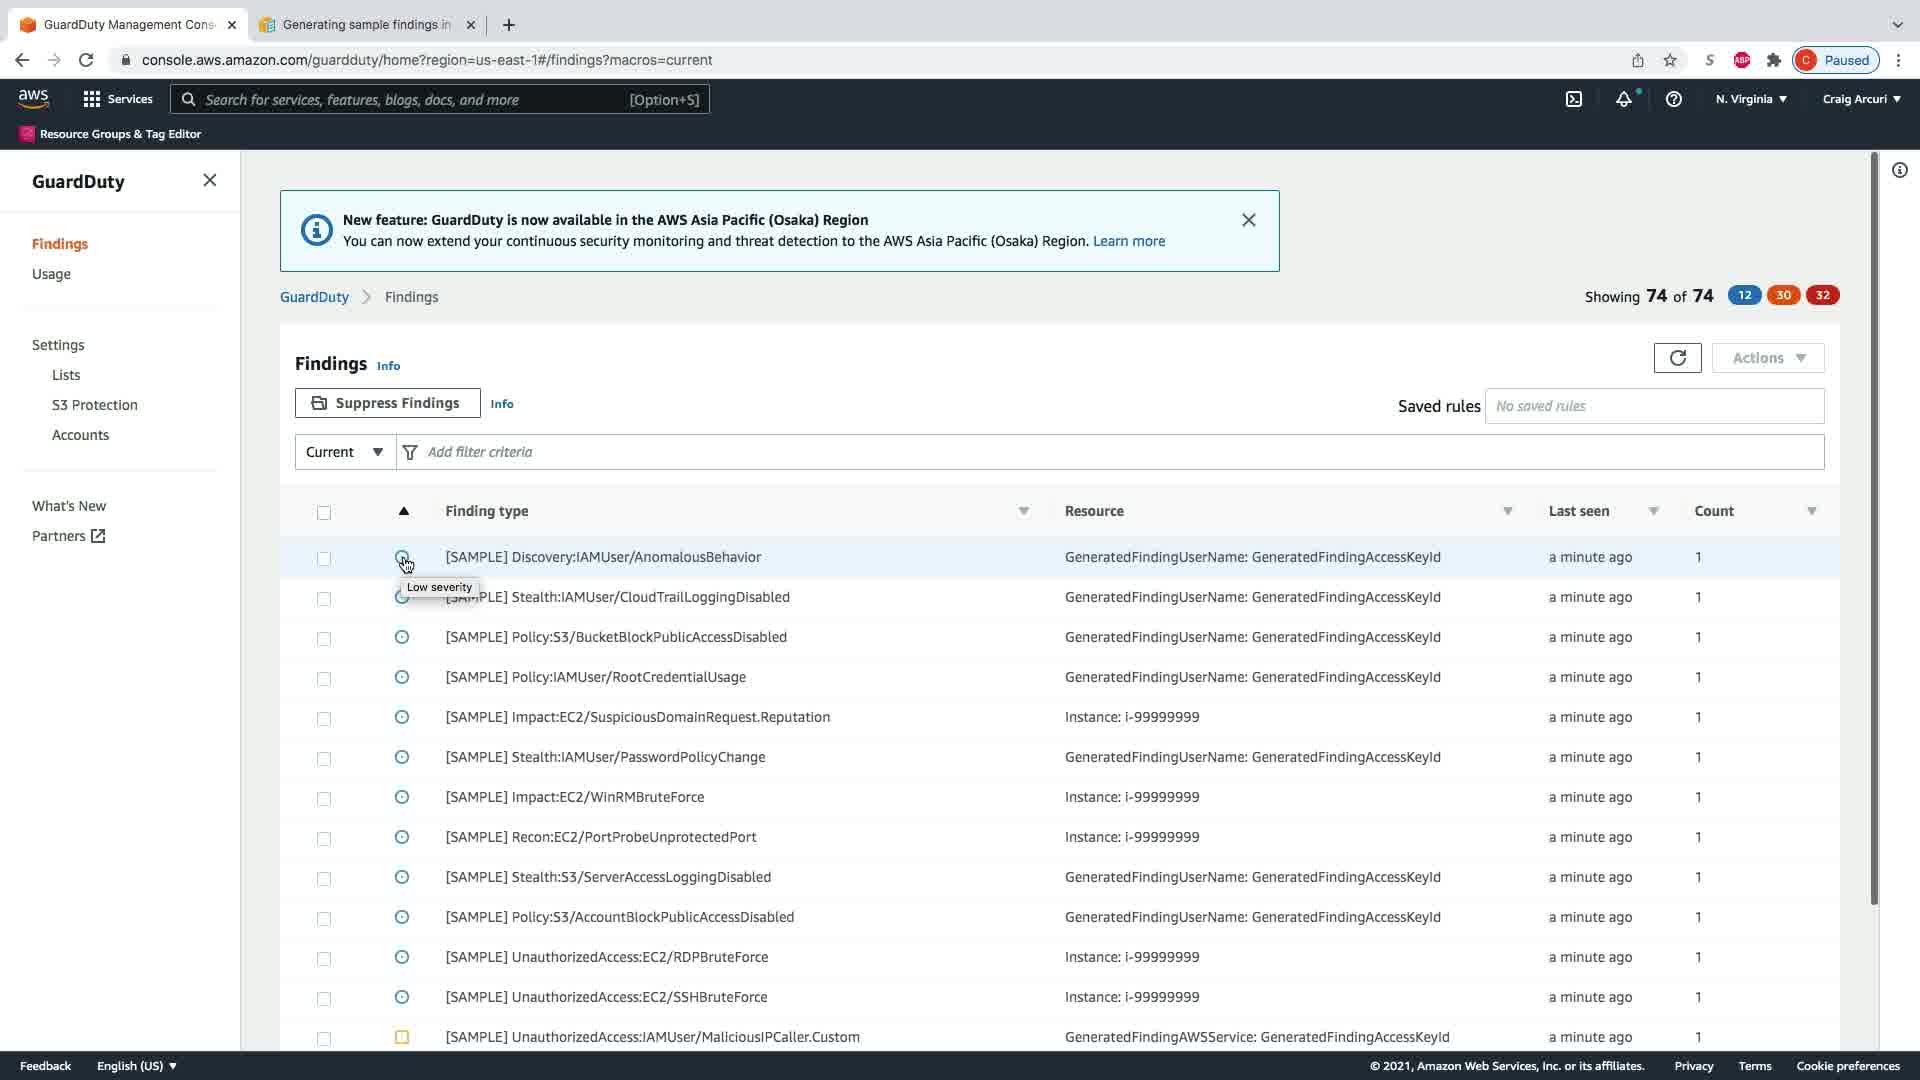 GuardDuty Management Cons
Generating sample findings in
console.aws.amazon.com/guardduty/home?region=us-east-1#/findings?macros=current
S
ABP
C
Paused
aws
Services
Search for services, features, blogs, docs, and more
[Option+S]
N. Virginia
Craig Arcuri
Resource Groups & Tag Editor
GuardDuty
Findings
Usage
Settings
Lists
S3 Protection
Accounts
What's New
Partners
New feature: GuardDuty is now available in the AWS Asia Pacific (Osaka) Region
You can now extend your continuous security monitoring and threat detection to the AWS Asia Pacific (Osaka) Region. Learn more
GuardDuty > Findings
Showing 74 of 74 12 30 32
Findings Info
Actions
Suppress Findings Info
Saved rules No saved rules
Current Add filter criteria
Finding type Resource Last seen Count
[SAMPLE] Discovery:IAMUser/AnomalousBehavior GeneratedFindingUserName: GeneratedFindingAccessKeyId a minute ago 1
Low severity
[SAMPLE] Stealth:IAMUser/CloudTrailLoggingDisabled GeneratedFindingUserName: GeneratedFindingAccessKeyId a minute ago 1
[SAMPLE] Policy:S3/BucketBlockPublicAccessDisabled GeneratedFindingUserName: GeneratedFindingAccessKeyId a minute ago 1
[SAMPLE] Policy:IAMUser/RootCredentialUsage GeneratedFindingUserName: GeneratedFindingAccessKeyId a minute ago 1
[SAMPLE] Impact:EC2/SuspiciousDomainRequest.Reputation Instance: i-99999999 a minute ago 1
[SAMPLE] Stealth:IAMUser/PasswordPolicyChange GeneratedFindingUserName: GeneratedFindingAccessKeyId a minute ago 1
[SAMPLE] Impact:EC2/WinRMBruteForce Instance: i-99999999 a minute ago 1
[SAMPLE] Recon:EC2/PortProbeUnprotectedPort Instance: i-99999999 a minute ago 1
[SAMPLE] Stealth:S3/ServerAccessLoggingDisabled GeneratedFindingUserName: GeneratedFindingAccessKeyId a minute ago 1
[SAMPLE] Policy:S3/AccountBlockPublicAccessDisabled GeneratedFindingUserName: GeneratedFindingAccessKeyId a minute ago 1
[SAMPLE] UnauthorizedAccess:EC2/RDPBruteForce Instance: i-99999999 a minute ago 1
[SAMPLE] UnauthorizedAccess:EC2/SSHBruteForce Instance: i-99999999 a minute ago 1
[SAMPLE] UnauthorizedAccess:IAMUser/MaliciousIPCaller.Custom GeneratedFindingAWSService: GeneratedFindingAccessKeyId a minute ago 1
Feedback English (US) © 2021, Amazon Web Services, Inc. or its affiliates. Privacy Terms Cookie preferences